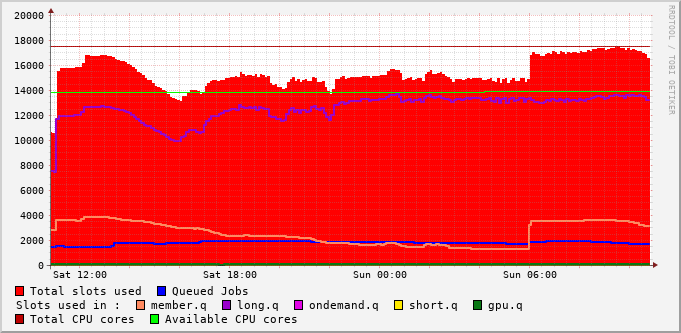 RRDTOOL / TOBI OETIKER
20000
18000
16000
14000
12000
10000
8000
6000
4000
2000
0
Sat 12:00 Sat 18:00 Sun 00:00 Sun 06:00
Total slots used Queued Jobs
Slots used in : member.q long.q ondemand.q short.q gpu.q
Total CPU cores Available CPU cores